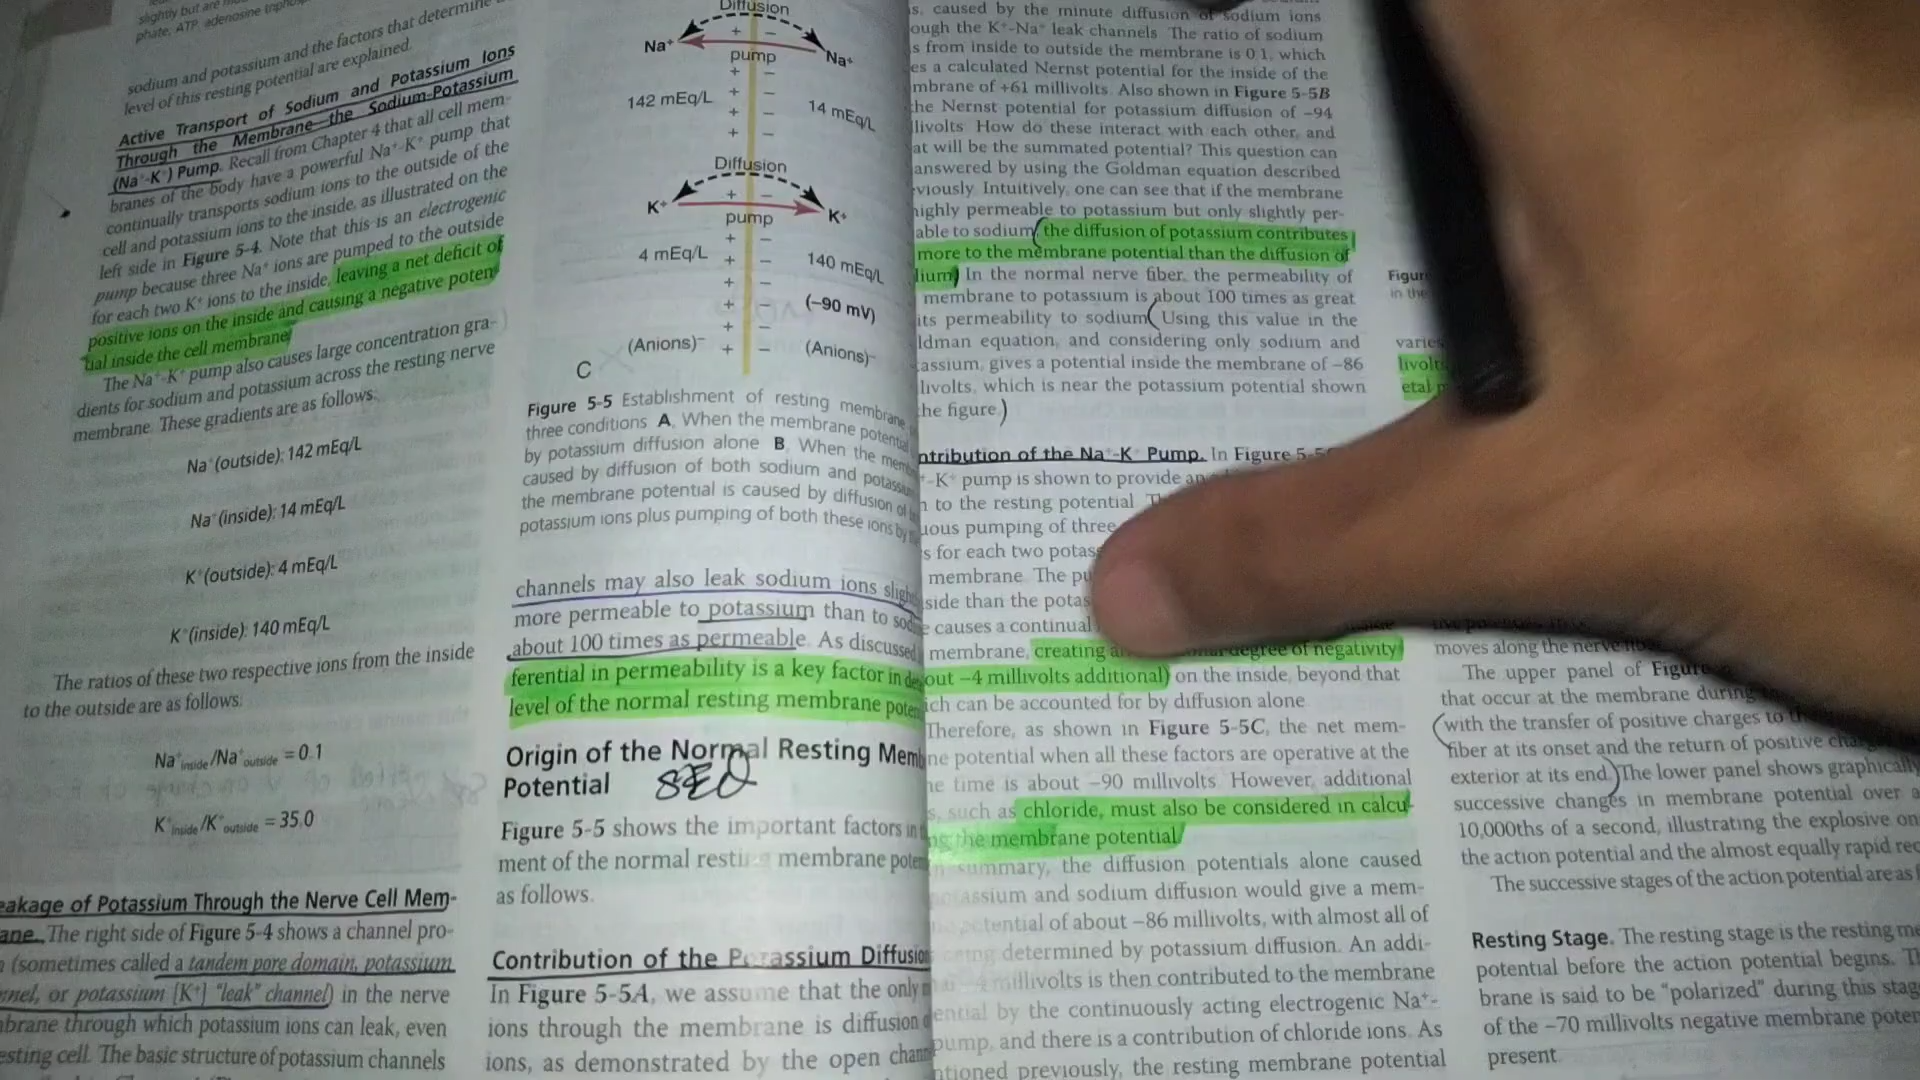 slightly but are
phate, ATP, adenosine
sodium and potassium and the factors that determine
level of this resting potential are explained.
Active Transport of Sodium and Potassium Ions
Through the Membrane—the Sodium-Potassium
(Na⁺-K⁺) Pump. Recall from Chapter 4 that all cell mem-
branes of the body have a powerful Na⁺-K⁺ pump that
continually transports sodium ions to the outside of the
cell and potassium ions to the inside, as illustrated on the
left side in Figure 5-4. Note that this is an electrogenic
pump because three Na⁺ ions are pumped to the outside
for each two K⁺ ions to the inside, leaving a net deficit of
positive ions on the inside and causing a negative poten-
tial inside the cell membrane.
The Na⁺-K⁺ pump also causes large concentration gra-
dients for sodium and potassium across the resting nerve
membrane. These gradients are as follows:
Na⁺(outside): 142 mEq/L
Na⁺(inside): 14 mEq/L
K⁺(outside): 4 mEq/L
K⁺(inside): 140 mEq/L
The ratios of these two respective ions from the inside
to the outside are as follows:
Na⁺inside/Na⁺outside = 0.1
K⁺inside/K⁺outside = 35.0
eakage of Potassium Through the Nerve Cell Mem-
ane. The right side of Figure 5-4 shows a channel pro-
(sometimes called a tandem pore domain, potassium
nnel, or potassium [K⁺] "leak" channel) in the nerve
brane through which potassium ions can leak, even
esting cell. The basic structure of potassium channels
Diffusion
+ −
Na⁺
pump
Na⁺
+ −
142 mEq/L
+ −
14 mEq/L
+ −
+ −
Diffusion
+ −
K⁺
pump
K⁺
+ −
4 mEq/L
+ −
140 mEq/L
+ −
+ −
(−90 mV)
+ −
(Anions)⁻
+ −
(Anions)⁻
C
Figure 5-5 Establishment of resting membrane
three conditions A, When the membrane potential
by potassium diffusion alone B, When the mem
caused by diffusion of both sodium and potassium
the membrane potential is caused by diffusion of
potassium ions plus pumping of both these ions by
channels may also leak sodium ions slight
more permeable to potassium than to sod
about 100 times as permeable. As discussed
ferential in permeability is a key factor in de
level of the normal resting membrane poten
Origin of the Normal Resting Memb
Potential
SEQ
Figure 5-5 shows the important factors in
ment of the normal resting membrane poten
as follows.
Contribution of the Potassium Diffusion
In Figure 5-5A, we assume that the only
ions through the membrane is diffusion
ions, as demonstrated by the open chann
s, caused by the minute diffusion of sodium ions
ough the K⁺-Na⁺ leak channels The ratio of sodium
s from inside to outside the membrane is 0.1, which
es a calculated Nernst potential for the inside of the
mbrane of +61 millivolts. Also shown in Figure 5-5B
the Nernst potential for potassium diffusion of −94
llivolts How do these interact with each other, and
at will be the summated potential? This question can
answered by using the Goldman equation described
viously. Intuitively, one can see that if the membrane
highly permeable to potassium but only slightly per-
able to sodium, the diffusion of potassium contributes
more to the membrane potential than the diffusion of
lium. In the normal nerve fiber, the permeability of
membrane to potassium is about 100 times as great
its permeability to sodium. Using this value in the
ldman equation, and considering only sodium and
tassium, gives a potential inside the membrane of −86
livolts, which is near the potassium potential shown
he figure.
ntribution of the Na⁺-K⁺ Pump. In Figure 5-5
-K⁺ pump is shown to provide an
to the resting potential.
uous pumping of three
s for each two potas
membrane. The pu
side than the potas
e causes a continual
membrane, creating an degree of negativity
out −4 millivolts additional) on the inside, beyond that
ich can be accounted for by diffusion alone
Therefore, as shown in Figure 5-5C, the net mem-
ne potential when all these factors are operative at the
e time is about −90 millivolts. However, additional
s, such as chloride, must also be considered in calcu-
ng the membrane potential.
summary, the diffusion potentials alone caused
otassium and sodium diffusion would give a mem-
potential of about −86 millivolts, with almost all of
being determined by potassium diffusion. An addi-
4 millivolts is then contributed to the membrane
ential by the continuously acting electrogenic Na⁺-
pump, and there is a contribution of chloride ions. As
ntioned previously, the resting membrane potential
Figur
in the
varies
livolts
etal
moves along the nerve
The upper panel of Figure
that occur at the membrane during
with the transfer of positive charges to
fiber at its onset and the return of positive
exterior at its end. The lower panel shows graphically
successive changes in membrane potential over a
10,000ths of a second, illustrating the explosive on
the action potential and the almost equally rapid rec
The successive stages of the action potential are as
Resting Stage. The resting stage is the resting me
potential before the action potential begins.
brane is said to be "polarized" during this stag
of the −70 millivolts negative membrane poten
present.